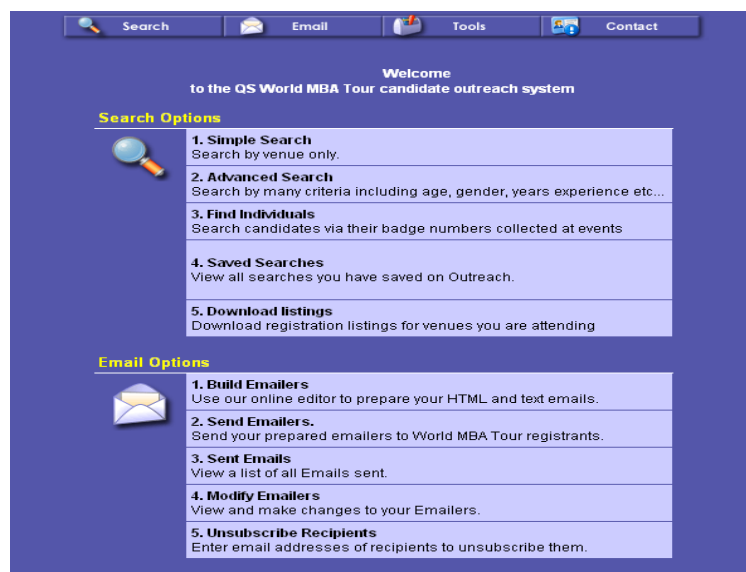 Search Email Tools Contact
Welcome
to the QS World MBA Tour candidate outreach system
Search Options
1. Simple Search
Search by venue only.
2. Advanced Search
Search by many criteria including age, gender, years experience etc...
3. Find Individuals
Search candidates via their badge numbers collected at events
4. Saved Searches
View all searches you have saved on Outreach.
5. Download listings
Download registration listings for venues you are attending
Email Options
1. Build Emailers
Use our online editor to prepare your HTML and text emails.
2. Send Emailers.
Send your prepared emailers to World MBA Tour registrants.
3. Sent Emails
View a list of all Emails sent.
4. Modify Emailers
View and make changes to your Emailers.
5. Unsubscribe Recipients
Enter email addresses of recipients to unsubscribe them.